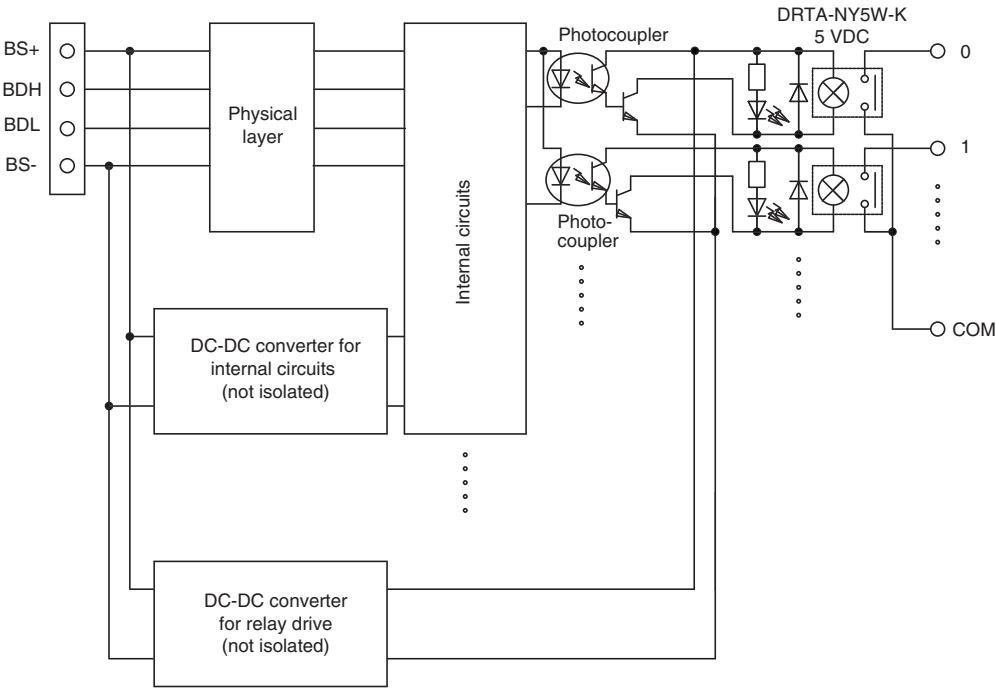 DRTA-NY5W-K
5 VDC
Photocoupler
BS+
BDH
BDL
BS-
Physical
layer
Internal circuits
0
1
Photo-
coupler
COM
DC-DC converter for
internal circuits
(not isolated)
DC-DC converter
for relay drive
(not isolated)